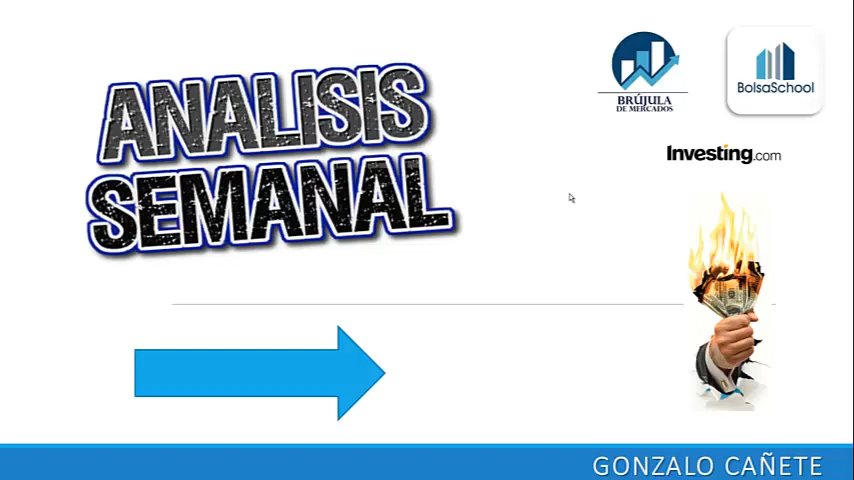 ANALISIS
SEMANAL
BRÚJULA
DE MERCADOS
BolsaSchool
Investing.com
GONZALO CAÑETE